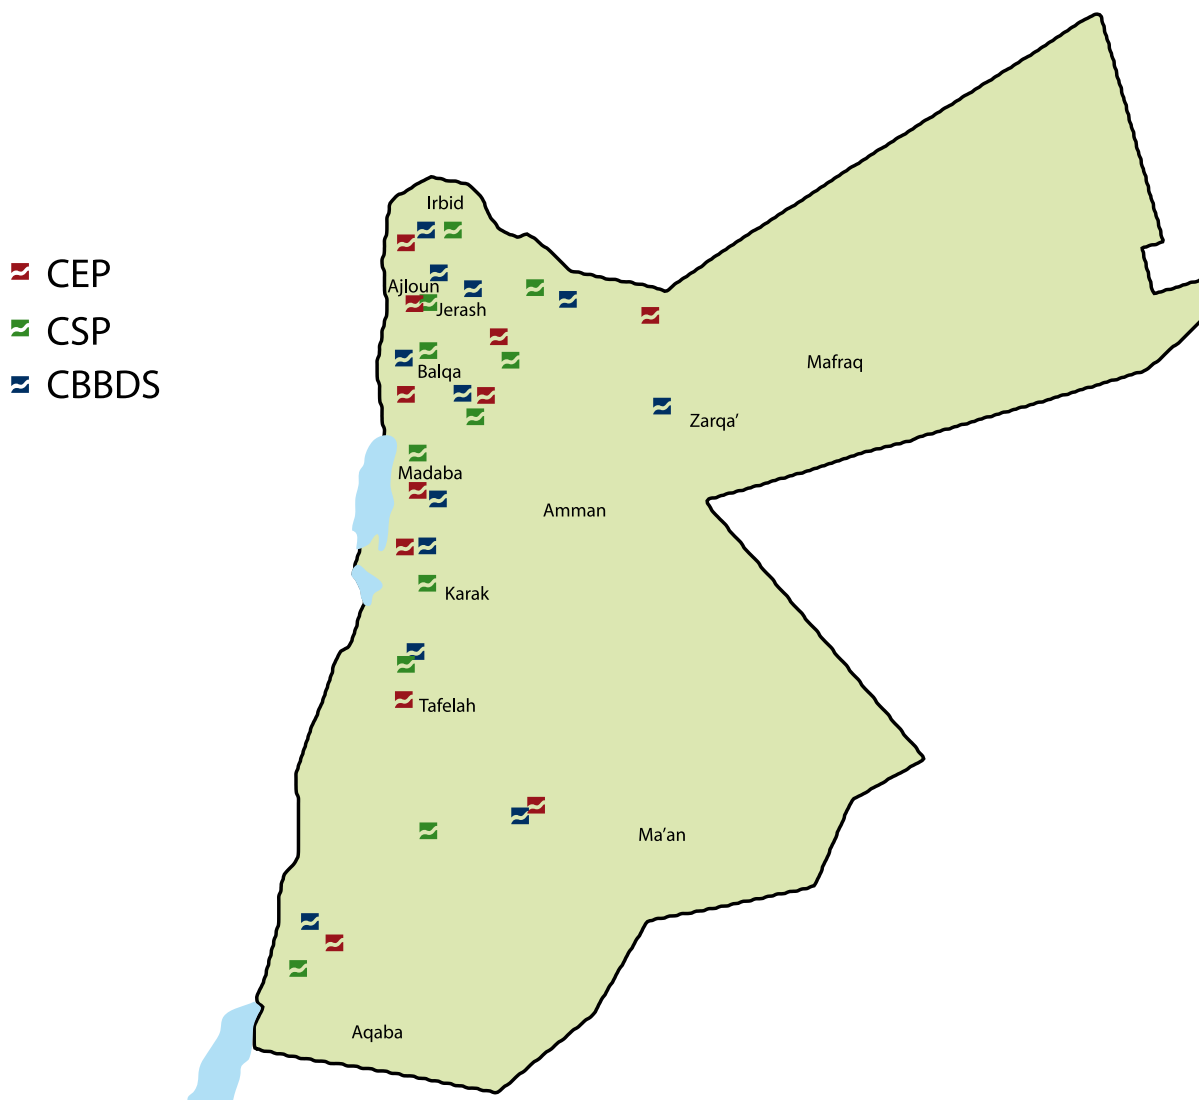 CEP
CSP
CBBDS
Irbid
Ajloun
Jerash
Balqa
Mafraq
Zarqa’
Madaba
Amman
Karak
Tafelah
Ma’an
Aqaba